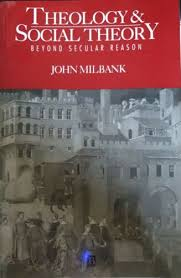 THEOLOGY &
SOCIAL THEORY
BEYOND SECULAR REASON
JOHN MILBANK